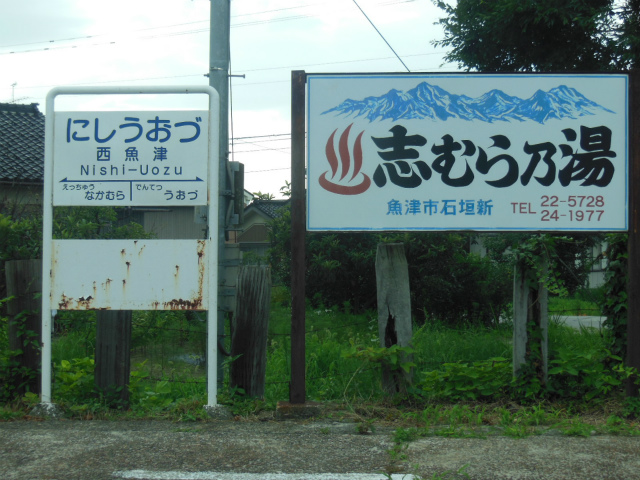 にしうおづ
西魚津
Nishi-Uozu
えっちゅう でんてつ
なかむら うおづ
志むら乃湯
魚津市石垣新 TEL 22-5728
24-1977